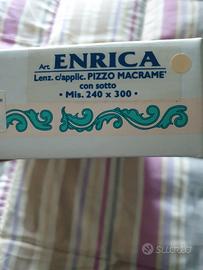 Art. ENRICA
Lenz. c/applic. PIZZO MACRAME'
con sotto
• Mis. 240 x 300 •
SUBITO